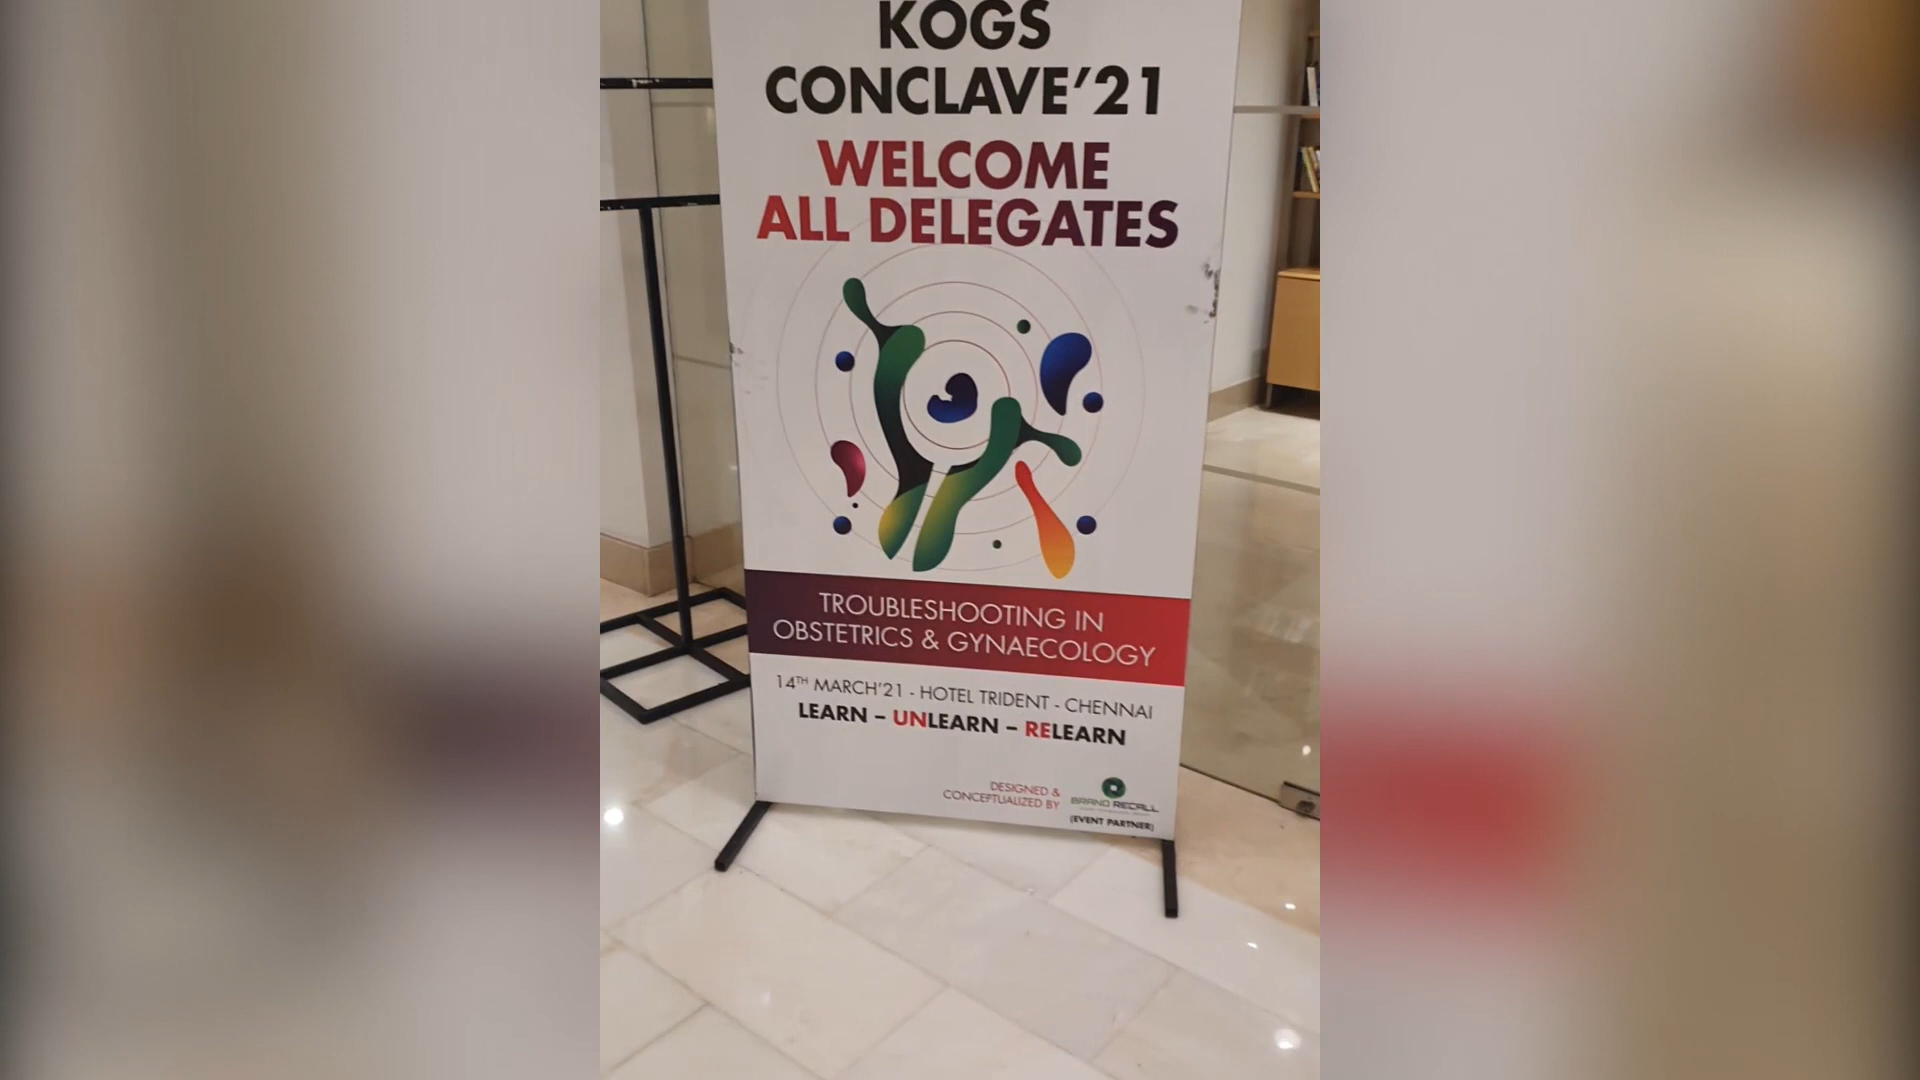 KOGS
CONCLAVE'21
WELCOME
ALL DELEGATES
TROUBLESHOOTING IN
OBSTETRICS & GYNAECOLOGY
14TH MARCH'21 - HOTEL TRIDENT - CHENNAI
LEARN – UNLEARN – RELEARN
DESIGNED &
CONCEPTUALIZED BY
BRAND RECALL
(EVENT PARTNER)